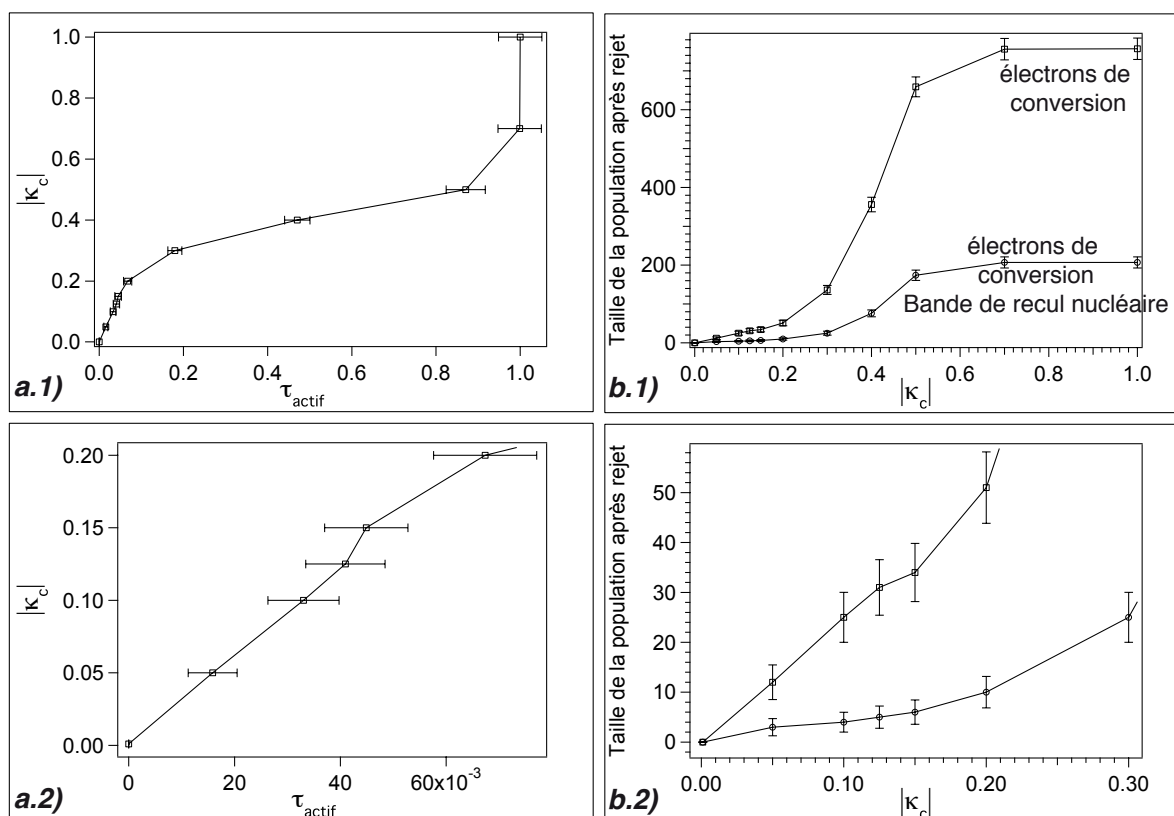 1.0
0.8
0.6
0.4
0.2
0.0
|κc|
0.0
0.2
0.4
0.6
0.8
1.0
τactif
a.1)
Taille de la population après rejet
600
400
200
0
électrons de
conversion
électrons de
conversion
Bande de recul nucléaire
0.0
0.2
0.4
0.6
0.8
1.0
|κc|
b.1)
0.20
0.15
0.10
0.05
0.00
|κc|
0
20
40
60x10-3
τactif
a.2)
Taille de la population après rejet
50
40
30
20
10
0
0.00
0.10
0.20
0.30
|κc|
b.2)